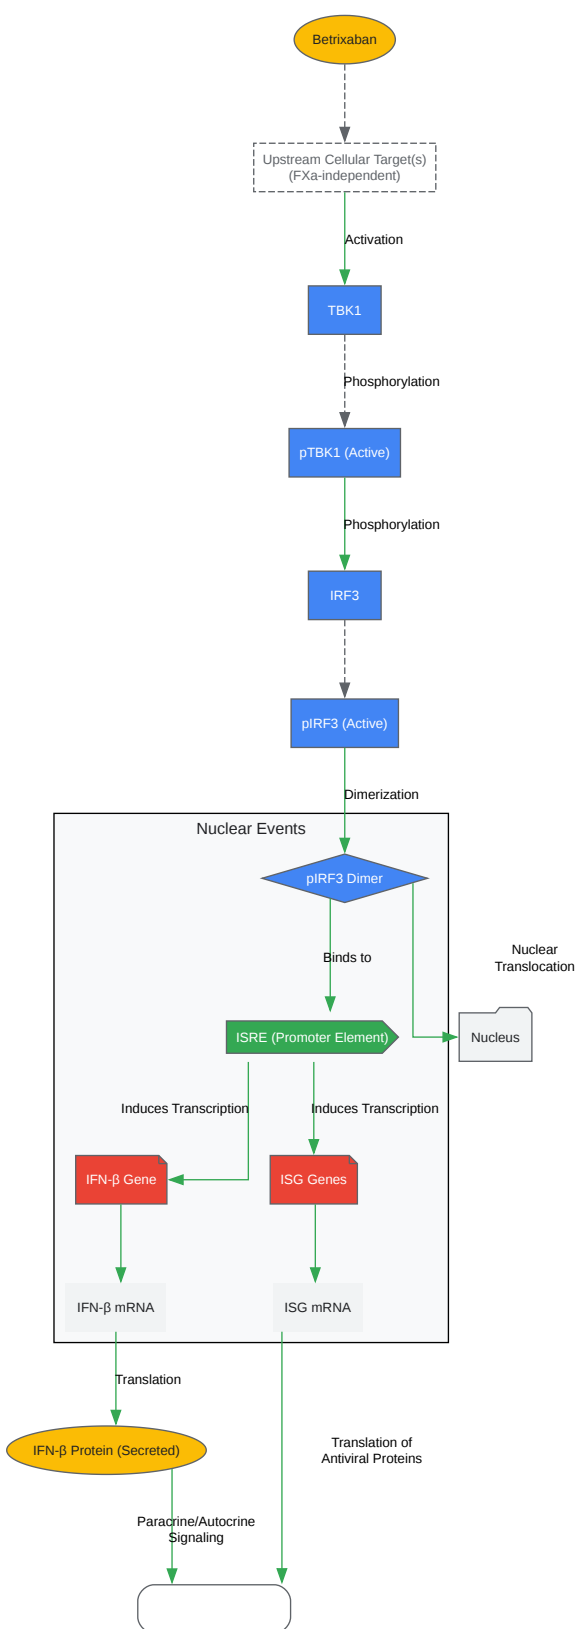 Betrixaban
Upstream Cellular Target(s)
(FXa-independent)
Activation
TBK1
Phosphorylation
pTBK1 (Active)
Phosphorylation
IRF3
pIRF3 (Active)
Dimerization
Nuclear Events
pIRF3 Dimer
Binds to
Nuclear
Translocation
ISRE (Promoter Element)
Nucleus
Induces Transcription
Induces Transcription
IFN-β Gene
ISG Genes
IFN-β mRNA
ISG mRNA
Translation
IFN-β Protein (Secreted)
Translation of
Antiviral Proteins
Paracrine/Autocrine
Signaling